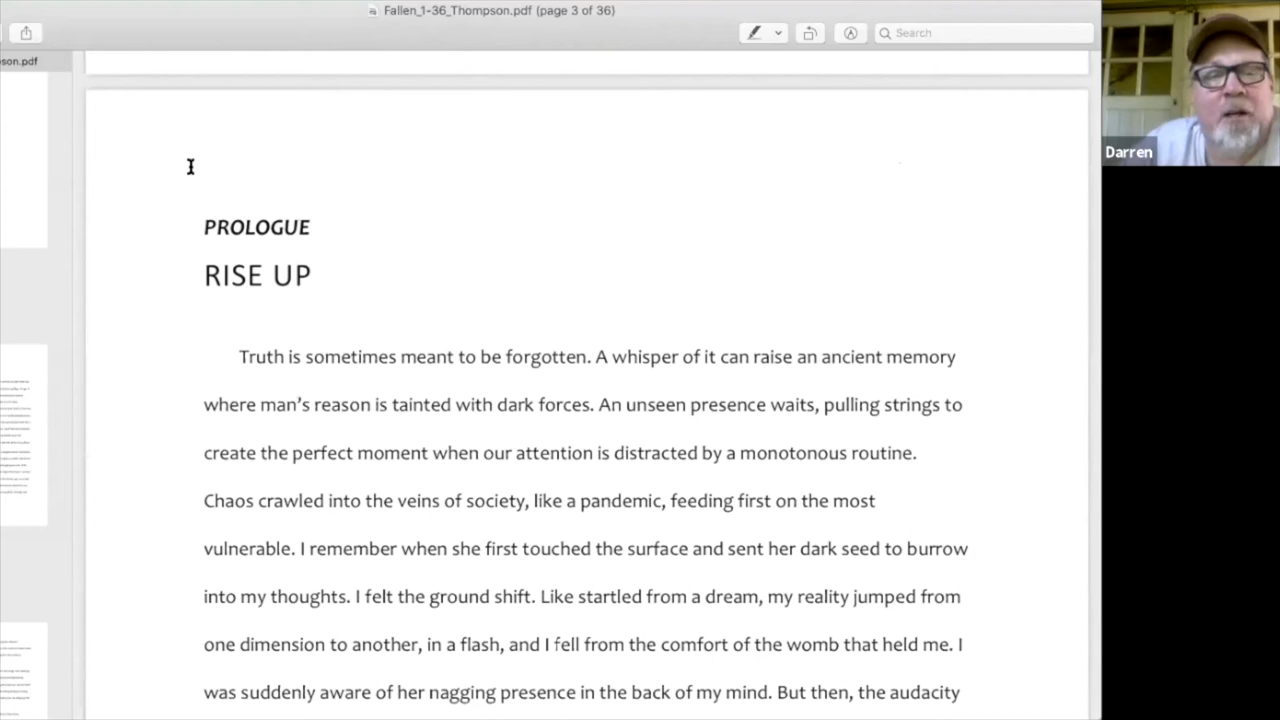 Fallen_1-36_Thompson.pdf (page 3 of 36)
Search
son.pdf
Darren
PROLOGUE
RISE UP
Truth is sometimes meant to be forgotten. A whisper of it can raise an ancient memory
where man’s reason is tainted with dark forces. An unseen presence waits, pulling strings to
create the perfect moment when our attention is distracted by a monotonous routine.
Chaos crawled into the veins of society, like a pandemic, feeding first on the most
vulnerable. I remember when she first touched the surface and sent her dark seed to burrow
into my thoughts. I felt the ground shift. Like startled from a dream, my reality jumped from
one dimension to another, in a flash, and I fell from the comfort of the womb that held me. I
was suddenly aware of her nagging presence in the back of my mind. But then, the audacity